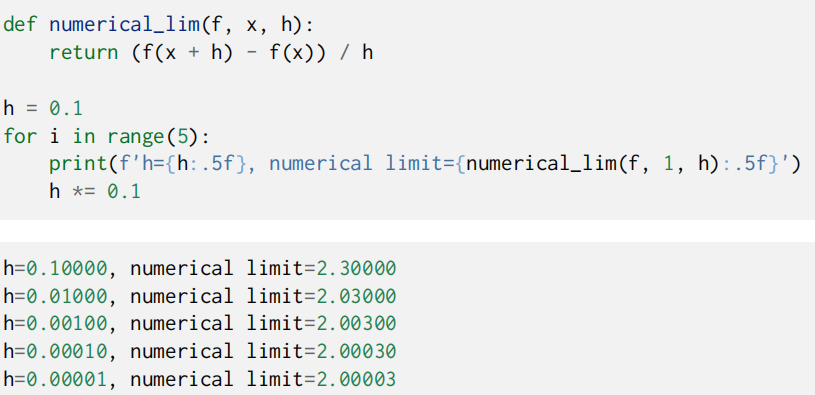 def numerical_lim(f, x, h):
    return (f(x + h) - f(x)) / h

h = 0.1
for i in range(5):
    print(f'h={h:.5f}, numerical limit={numerical_lim(f, 1, h):.5f}')
    h *= 0.1

h=0.10000, numerical limit=2.30000
h=0.01000, numerical limit=2.03000
h=0.00100, numerical limit=2.00300
h=0.00010, numerical limit=2.00030
h=0.00001, numerical limit=2.00003